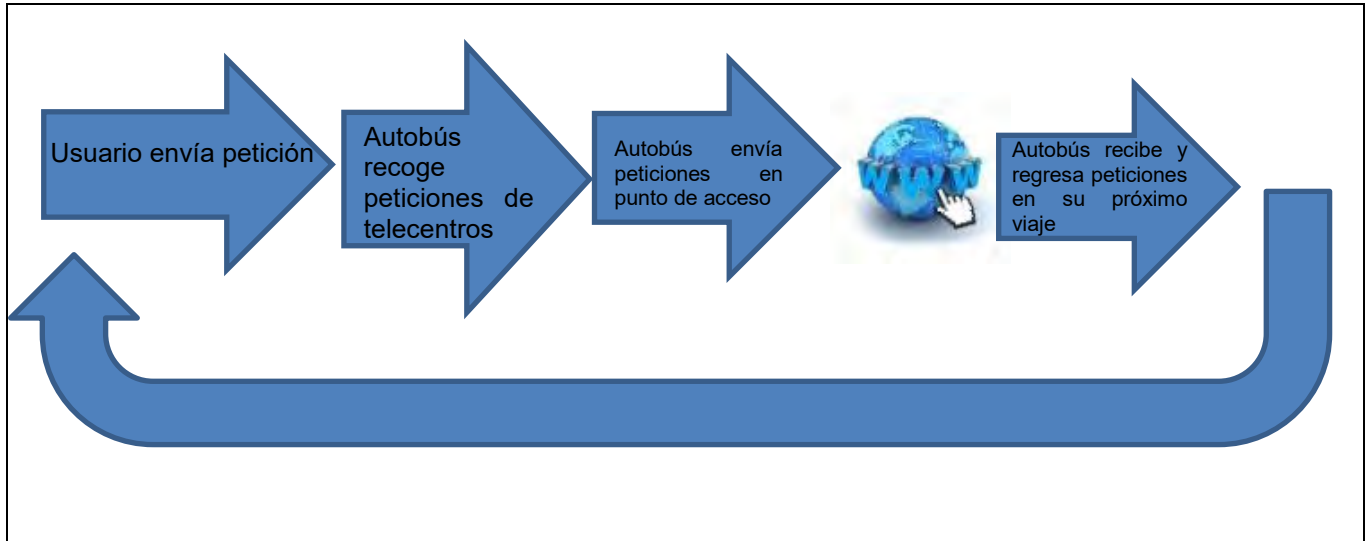 Usuario envía petición
Autobús
recoge
peticiones de
telecentros
Autobús envía
peticiones en
punto de acceso
WWW
Autobús recibe y
regresa peticiones
en su próximo
viaje